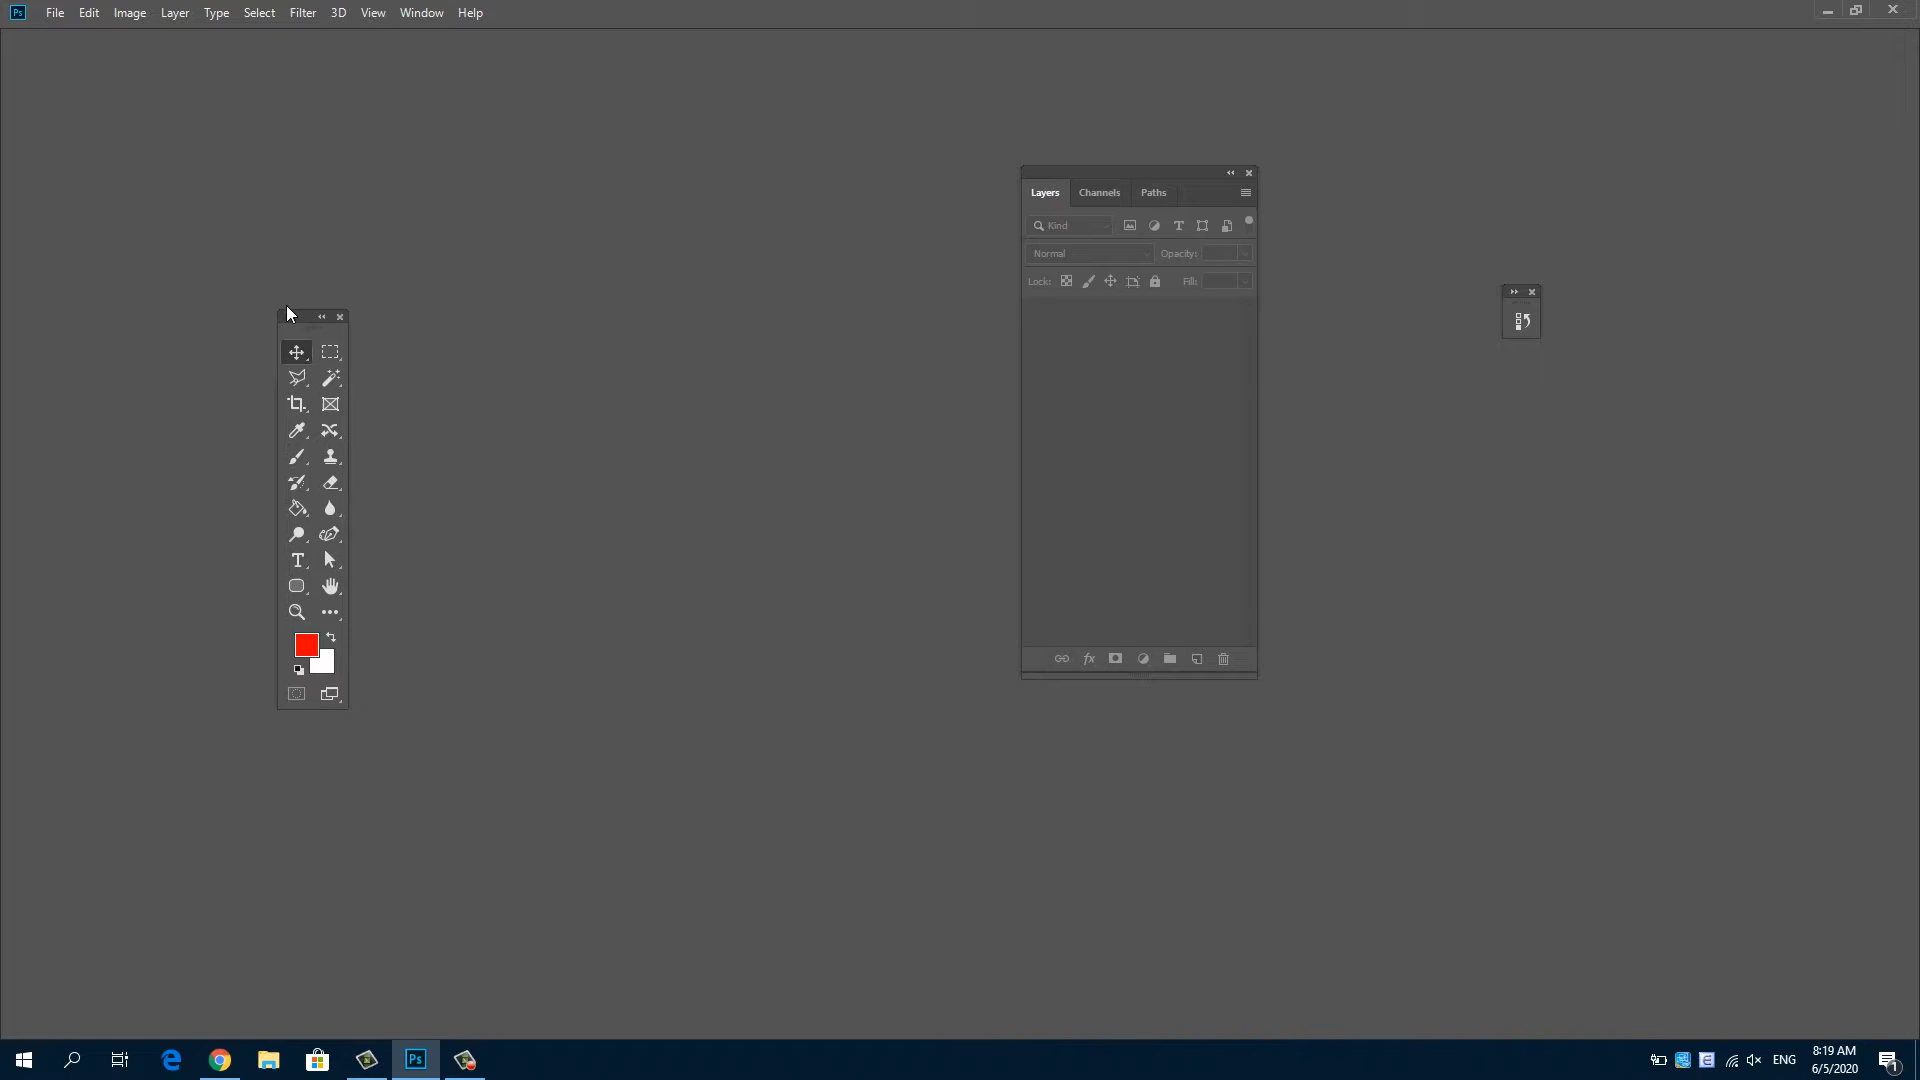 Ps File Edit Image Layer Type Select Filter 3D View Window Help
Layers Channels Paths
Kind
Normal Opacity:
Lock: Fill:
fx
Ps
ENG
8:19 AM
6/5/2020
1